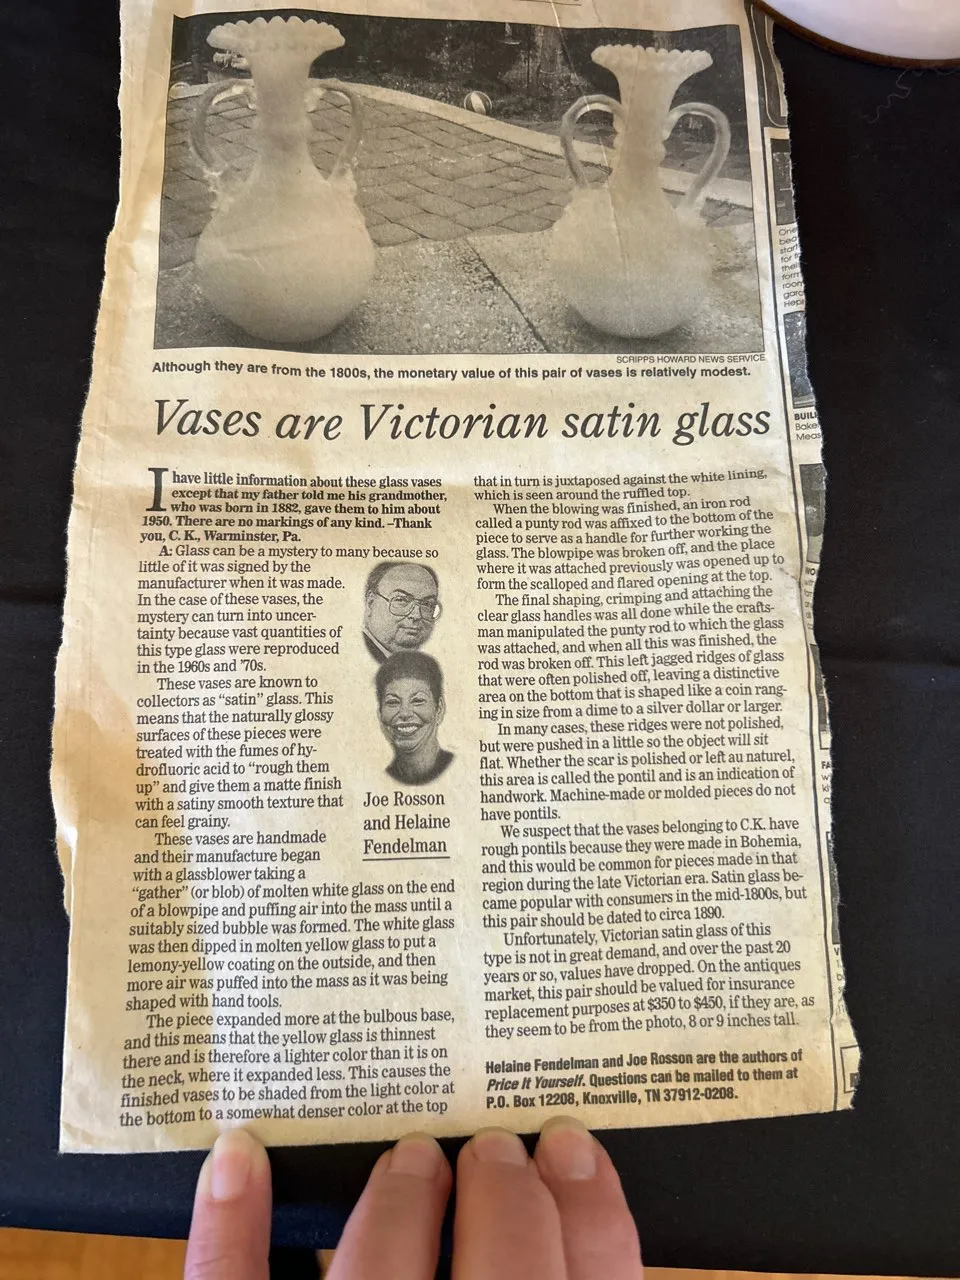 SCRIPPS HOWARD NEWS SERVICE
Although they are from the 1800s, the monetary value of this pair of vases is relatively modest.
Vases are Victorian satin glass
I have little information about these glass vases
except that my father told me his grandmother,
who was born in 1882, gave them to him about
1950. There are no markings of any kind. –Thank
you, C. K., Warminster, Pa.
A: Glass can be a mystery to many because so
little of it was signed by the
manufacturer when it was made.
In the case of these vases, the
mystery can turn into uncer-
tainty because vast quantities of
this type glass were reproduced
in the 1960s and '70s.
These vases are known to
collectors as "satin" glass. This
means that the naturally glossy
surfaces of these pieces were
treated with the fumes of hy-
drofluoric acid to "rough them
up" and give them a matte finish
with a satiny smooth texture that
can feel grainy.
These vases are handmade
and their manufacture began
with a glassblower taking a
"gather" (or blob) of molten white glass on the end
of a blowpipe and puffing air into the mass until a
suitably sized bubble was formed. The white glass
was then dipped in molten yellow glass to put a
lemony-yellow coating on the outside, and then
more air was puffed into the mass as it was being
shaped with hand tools.
The piece expanded more at the bulbous base,
and this means that the yellow glass is thinnest
there and is therefore a lighter color than it is on
the neck, where it expanded less. This causes the
finished vases to be shaded from the light color at
the bottom to a somewhat denser color at the top
Joe Rosson
and Helaine
Fendelman
that in turn is juxtaposed against the white lining,
which is seen around the ruffled top.
When the blowing was finished, an iron rod
called a punty rod was affixed to the bottom of the
piece to serve as a handle for further working the
glass. The blowpipe was broken off, and the place
where it was attached previously was opened up to
form the scalloped and flared opening at the top.
The final shaping, crimping and attaching the
clear glass handles was all done while the crafts-
man manipulated the punty rod to which the glass
was attached, and when all this was finished, the
rod was broken off. This left jagged ridges of glass
that were often polished off, leaving a distinctive
area on the bottom that is shaped like a coin rang-
ing in size from a dime to a silver dollar or larger.
In many cases, these ridges were not polished,
but were pushed in a little so the object will sit
flat. Whether the scar is polished or left au naturel,
this area is called the pontil and is an indication of
handwork. Machine-made or molded pieces do not
have pontils.
We suspect that the vases belonging to C.K. have
rough pontils because they were made in Bohemia,
and this would be common for pieces made in that
region during the late Victorian era. Satin glass be-
came popular with consumers in the mid-1800s, but
this pair should be dated to circa 1890.
Unfortunately, Victorian satin glass of this
type is not in great demand, and over the past 20
years or so, values have dropped. On the antiques
market, this pair should be valued for insurance
replacement purposes at $350 to $450, if they are, as
they seem to be from the photo, 8 or 9 inches tall.
Helaine Fendelman and Joe Rosson are the authors of
Price It Yourself. Questions can be mailed to them at
P.O. Box 12208, Knoxville, TN 37912-0208.
One
bea
start
for
their
form
room
gard
BUIL
Bake
Meas